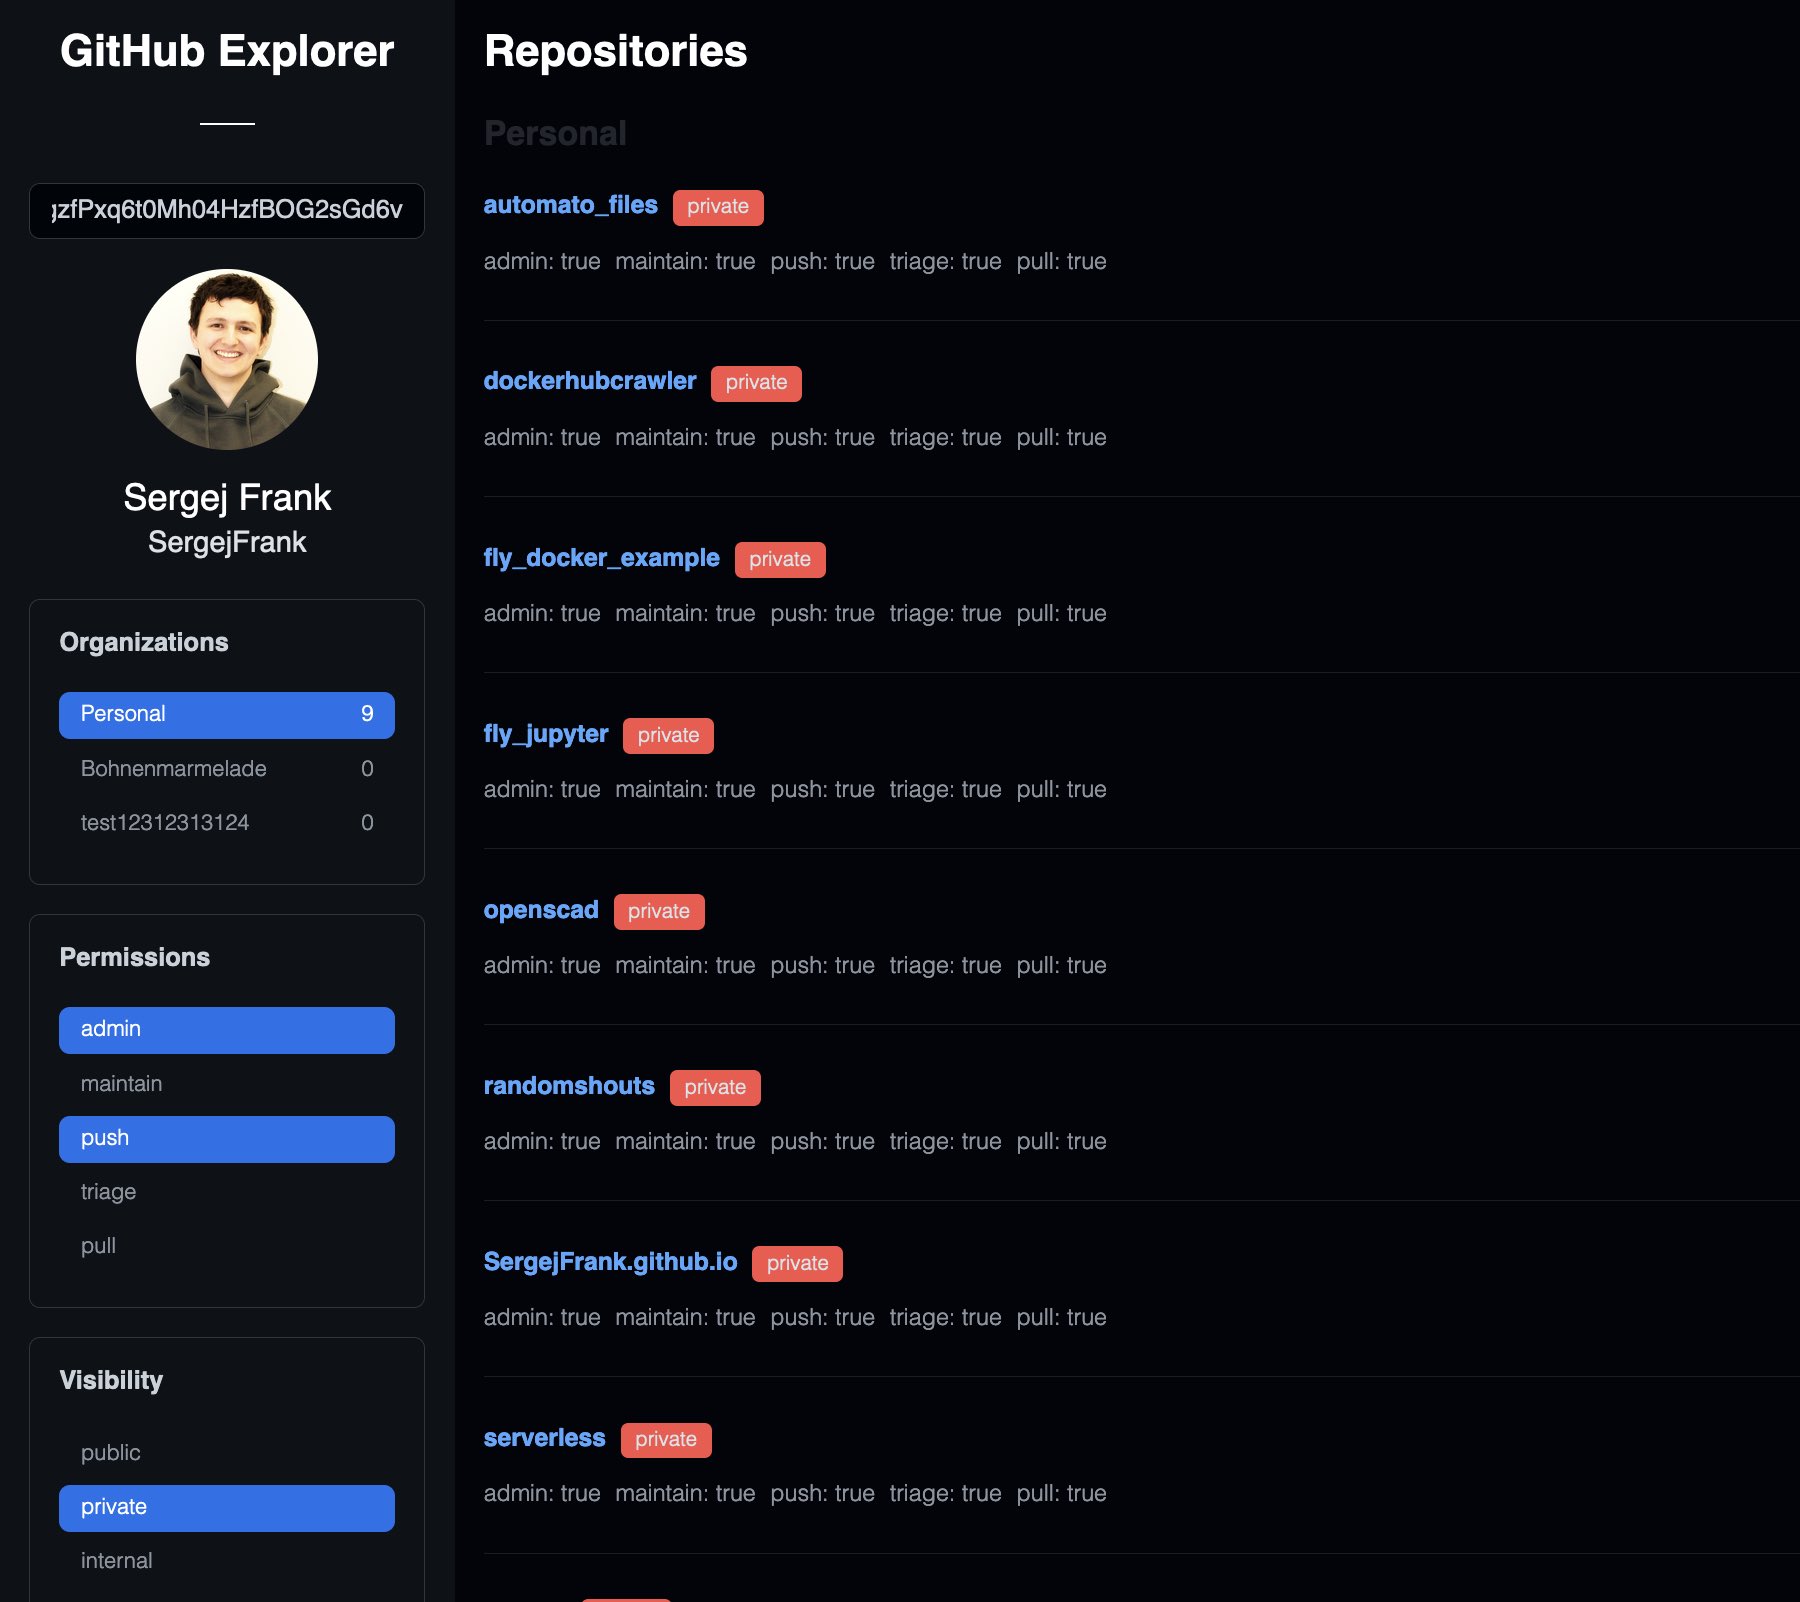 GitHub Explorer
gzfPxq6t0Mh04HzfBOG2sGd6v
Sergej Frank
SergejFrank
Organizations
Personal 9
Bohnenmarmelade 0
test12312313124 0
Permissions
admin
maintain
push
triage
pull
Visibility
public
private
internal
Repositories
Personal
automato_files private
admin: true maintain: true push: true triage: true pull: true
dockerhubcrawler private
admin: true maintain: true push: true triage: true pull: true
fly_docker_example private
admin: true maintain: true push: true triage: true pull: true
fly_jupyter private
admin: true maintain: true push: true triage: true pull: true
openscad private
admin: true maintain: true push: true triage: true pull: true
randomshouts private
admin: true maintain: true push: true triage: true pull: true
SergejFrank.github.io private
admin: true maintain: true push: true triage: true pull: true
serverless private
admin: true maintain: true push: true triage: true pull: true